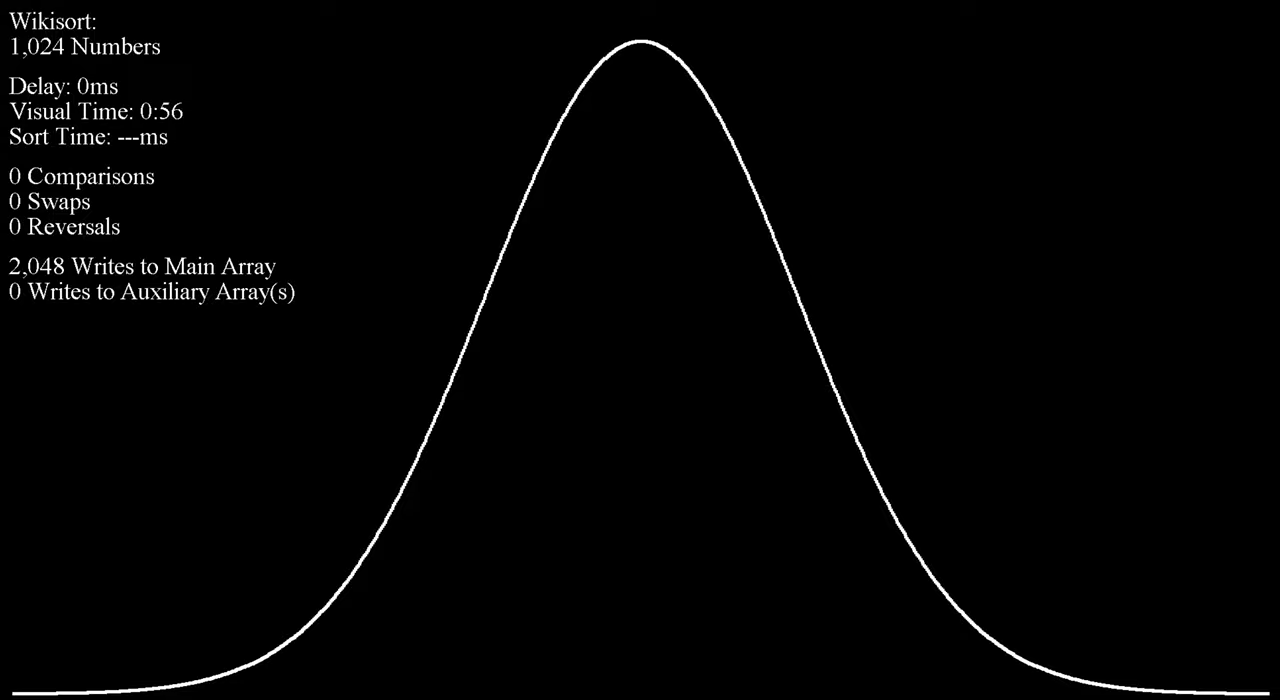 Wikisort:
1,024 Numbers
Delay: 0ms
Visual Time: 0:56
Sort Time: ---ms
0 Comparisons
0 Swaps
0 Reversals
2,048 Writes to Main Array
0 Writes to Auxiliary Array(s)